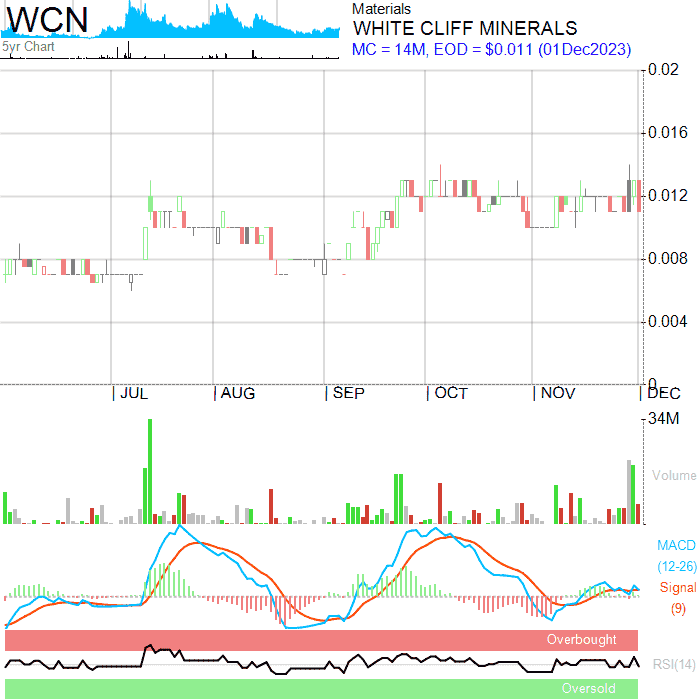 WCN
5yr Chart
Materials
WHITE CLIFF MINERALS
MC = 14M, EOD = $0.011 (01Dec2023)
0.02
0.016
0.012
0.008
0.004
0
JUL AUG SEP OCT NOV DEC
34M
Volume
MACD
(12-26)
Signal
(9)
Overbought
RSI(14)
Oversold